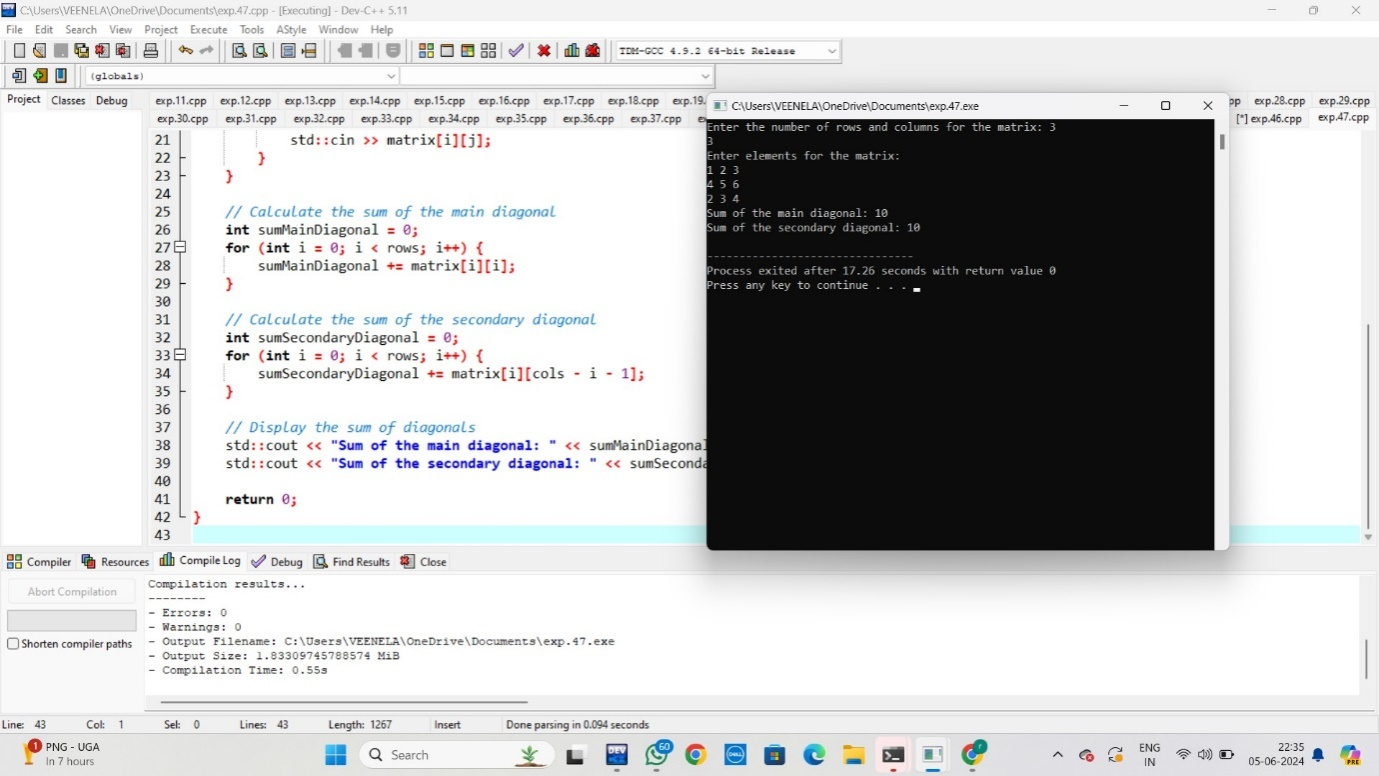 C:\Users\VEENELA\OneDrive\Documents\exp.47.cpp - [Executing] - Dev-C++ 5.11
File Edit Search View Project Execute Tools AStyle Window Help
TDM-GCC 4.9.2 64-bit Release
(globals)
Project Classes Debug
exp.11.cpp exp.12.cpp exp.13.cpp exp.14.cpp exp.15.cpp exp.16.cpp exp.17.cpp exp.18.cpp exp.19. pp exp.28.cpp exp.29.cpp
exp.30.cpp exp.31.cpp exp.32.cpp exp.33.cpp exp.34.cpp exp.35.cpp exp.36.cpp exp.37.cpp [*] exp.46.cpp exp.47.cpp
21 std::cin >> matrix[i][j];
22 }
23 }
24
25 // Calculate the sum of the main diagonal
26 int sumMainDiagonal = 0;
27 for (int i = 0; i < rows; i++) {
28 sumMainDiagonal += matrix[i][i];
29 }
30
31 // Calculate the sum of the secondary diagonal
32 int sumSecondaryDiagonal = 0;
33 for (int i = 0; i < rows; i++) {
34 sumSecondaryDiagonal += matrix[i][cols - i - 1];
35 }
36
37 // Display the sum of diagonals
38 std::cout << "Sum of the main diagonal: " << sumMainDiagonal
39 std::cout << "Sum of the secondary diagonal: " << sumSeconda
40
41 return 0;
42 }
43
C:\Users\VEENELA\OneDrive\Documents\exp.47.exe
Enter the number of rows and columns for the matrix: 3
3
Enter elements for the matrix:
1 2 3
4 5 6
2 3 4
Sum of the main diagonal: 10
Sum of the secondary diagonal: 10
--------------------------------
Process exited after 17.26 seconds with return value 0
Press any key to continue . . .
Compiler Resources Compile Log Debug Find Results Close
Abort Compilation
Shorten compiler paths
Compilation results...
--------
- Errors: 0
- Warnings: 0
- Output Filename: C:\Users\VEENELA\OneDrive\Documents\exp.47.exe
- Output Size: 1.83309745788574 MiB
- Compilation Time: 0.55s
Line: 43 Col: 1 Sel: 0 Lines: 43 Length: 1267 Insert Done parsing in 0.094 seconds
1
PNG - UGA
In 7 hours
Search
DEV
60
DELL
ENG
IN
22:35
05-06-2024
PRE